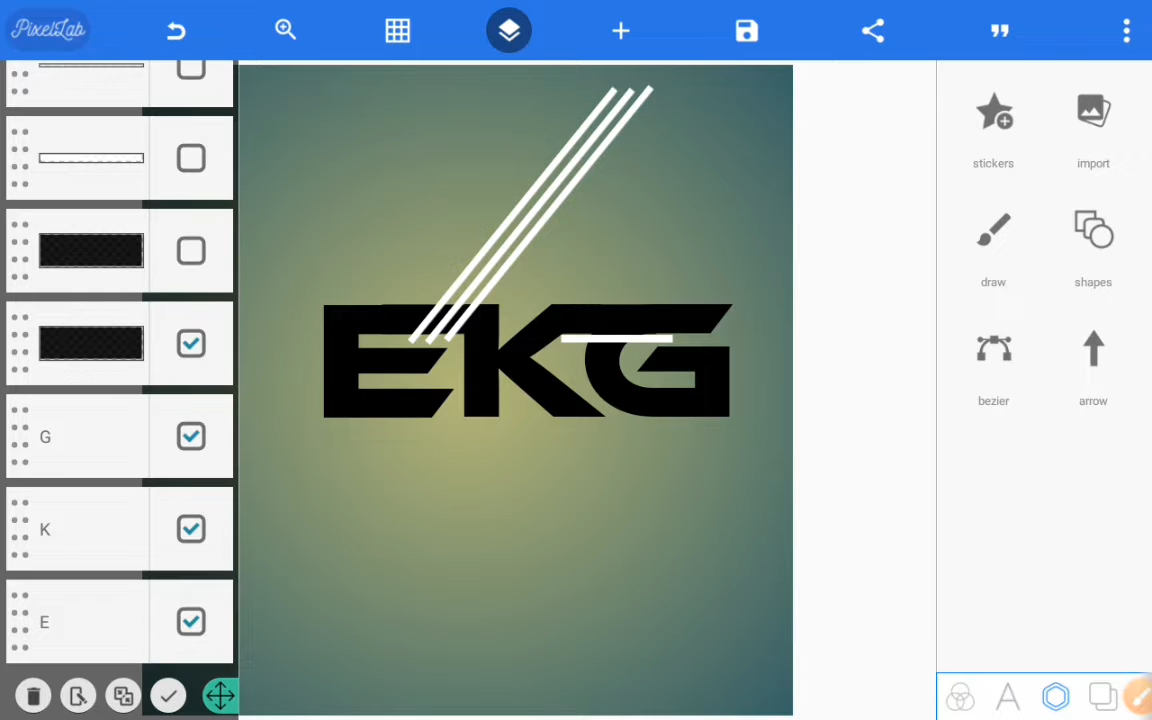 PixelLab
stickers
import
draw
shapes
bezier
arrow
EKG
G
K
E